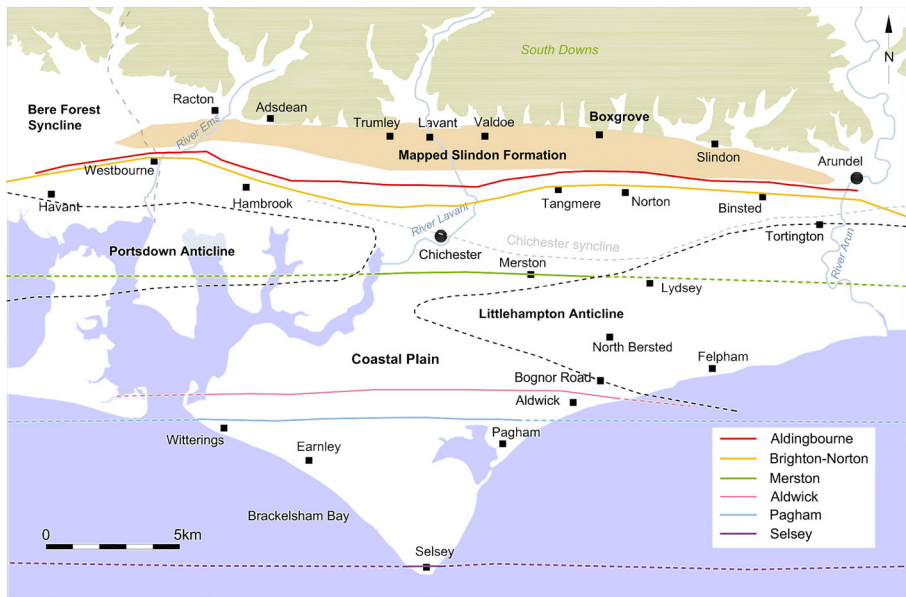 South Downs
N
Bere Forest
Syncline
Racton
Adsdean
River Ems
Trumley
Lavant
Valdoe
Boxgrove
Mapped Slindon Formation
Slindon
Arundel
Westbourne
Havant
Hambrook
Tangmere
Norton
Binsted
River Lavant
Chichester syncline
Tortington
River Arun
Portsdown Anticline
Chichester
Merston
Lydsey
Littlehampton Anticline
North Bersted
Coastal Plain
Felpham
Bognor Road
Aldwick
Witterings
Earnley
Pagham
Brackelsham Bay
0 5km
Selsey
Aldingbourne
Brighton-Norton
Merston
Aldwick
Pagham
Selsey